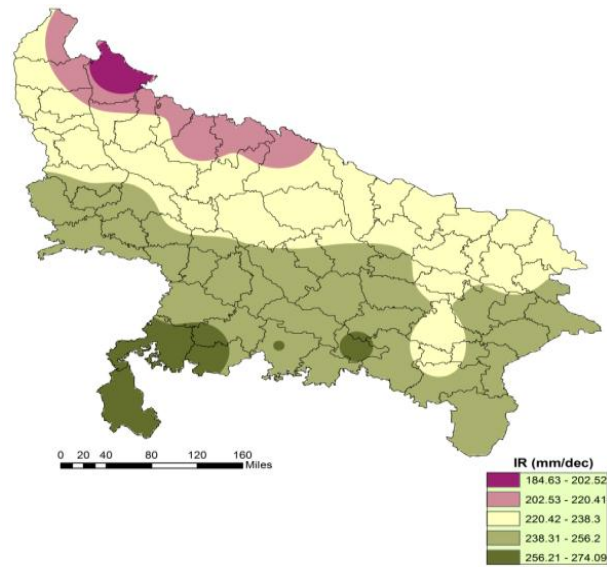 0 20 40 80 120 160
Miles
IR (mm/dec)
184.63 - 202.52
202.53 - 220.41
220.42 - 238.3
238.31 - 256.2
256.21 - 274.09